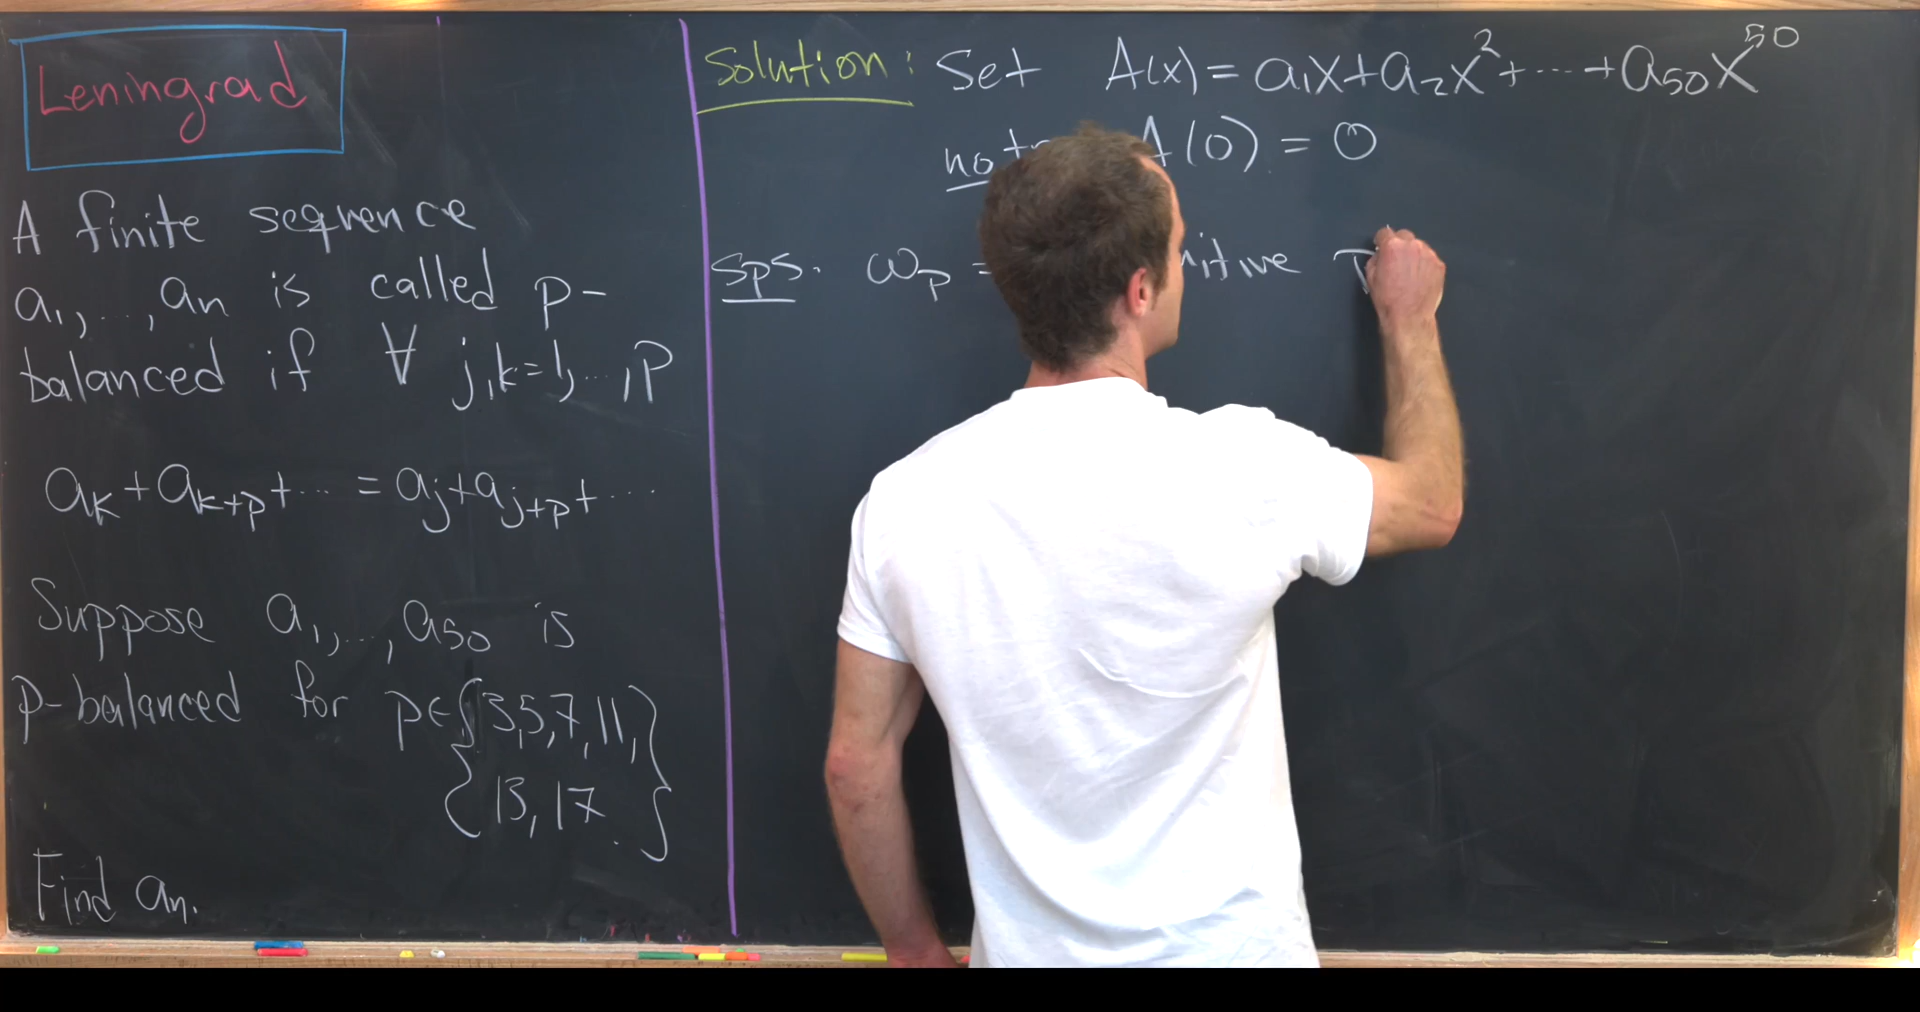 Leningrad
A finite sequence
a₁, ..., aₙ is called p-
balanced if ∀ j,k=1,...,p
aₖ+aₖ₊ₚ+··· = aⱼ+aⱼ₊ₚ+···
Suppose a₁,...,a₅₀ is
p-balanced for p∈{3,5,7,11,
13,17.}
Find aₙ.
Solution: Set A(x) = a₁x+a₂x²+···+a₅₀x⁵⁰
A(0) = 0
Sps. ωₚ =